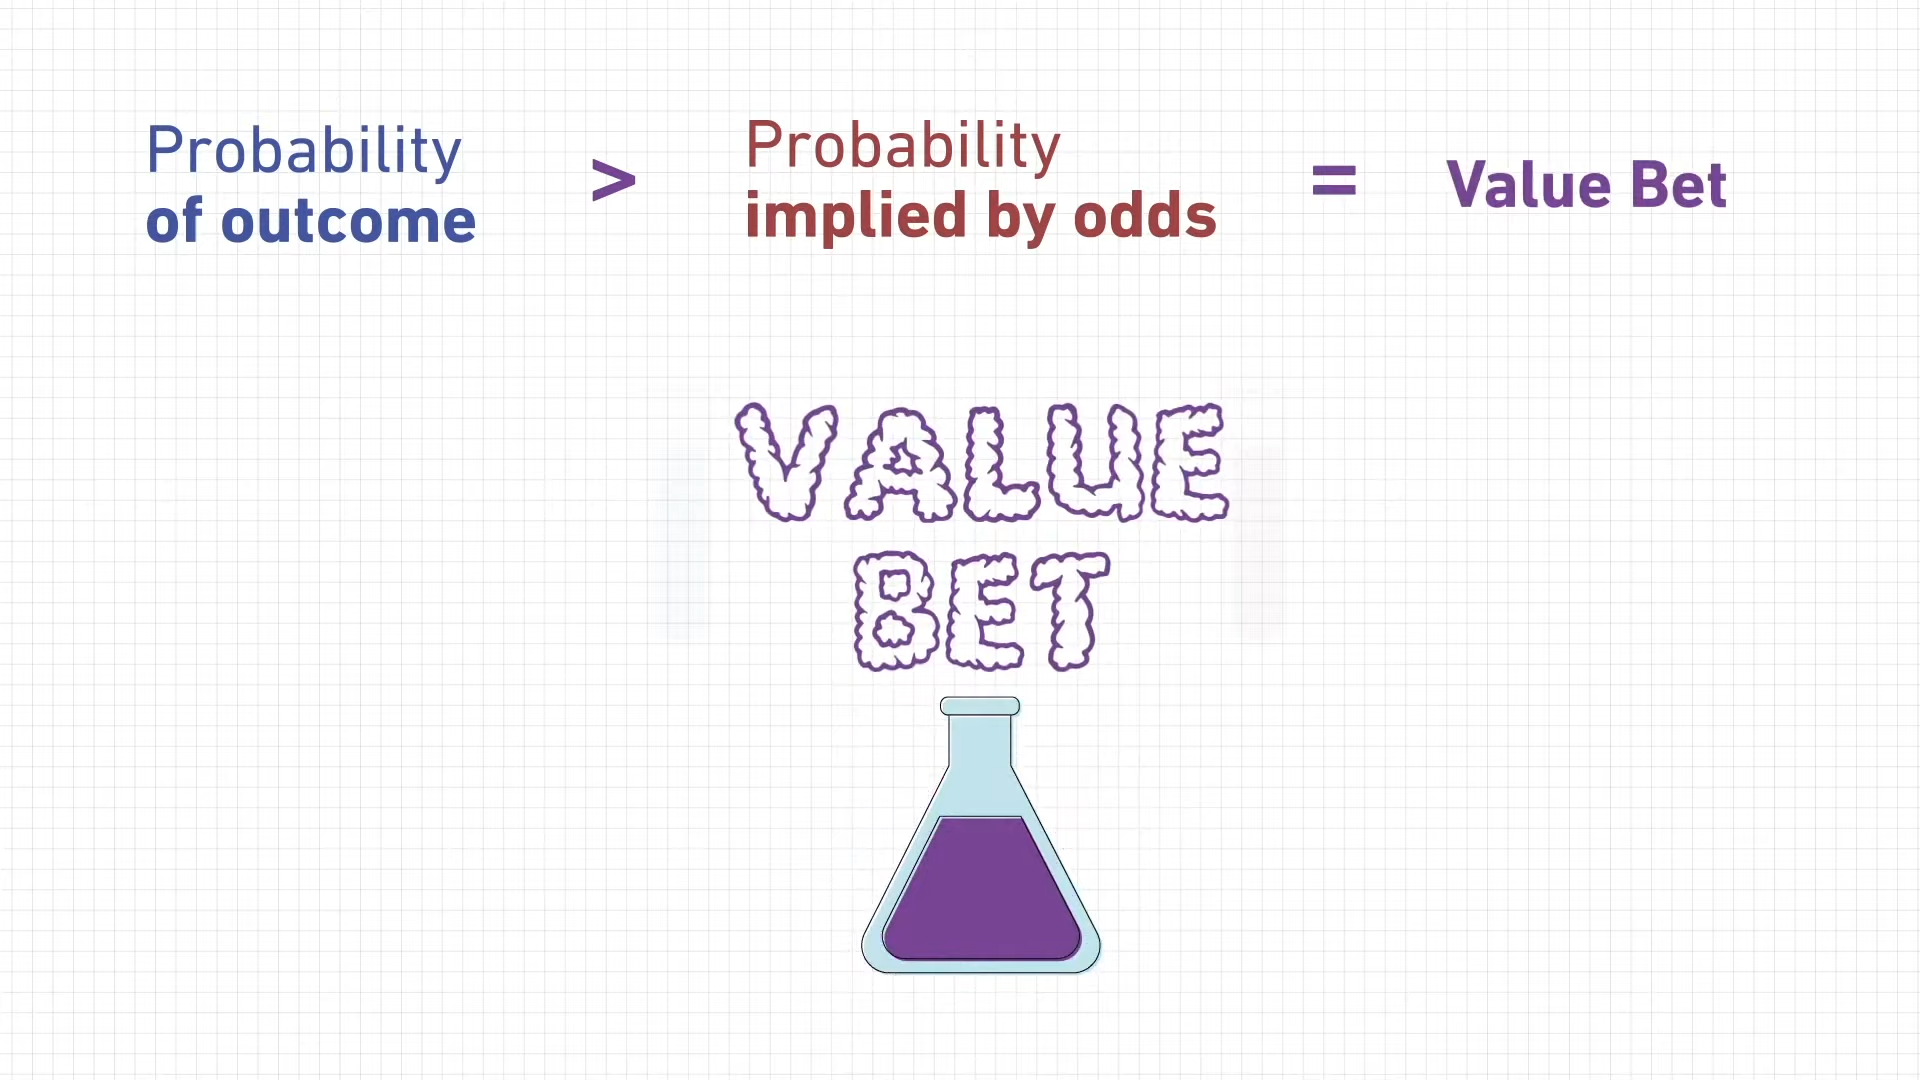 Probability
of outcome
>
Probability
implied by odds
=
Value Bet
VALUE
BET